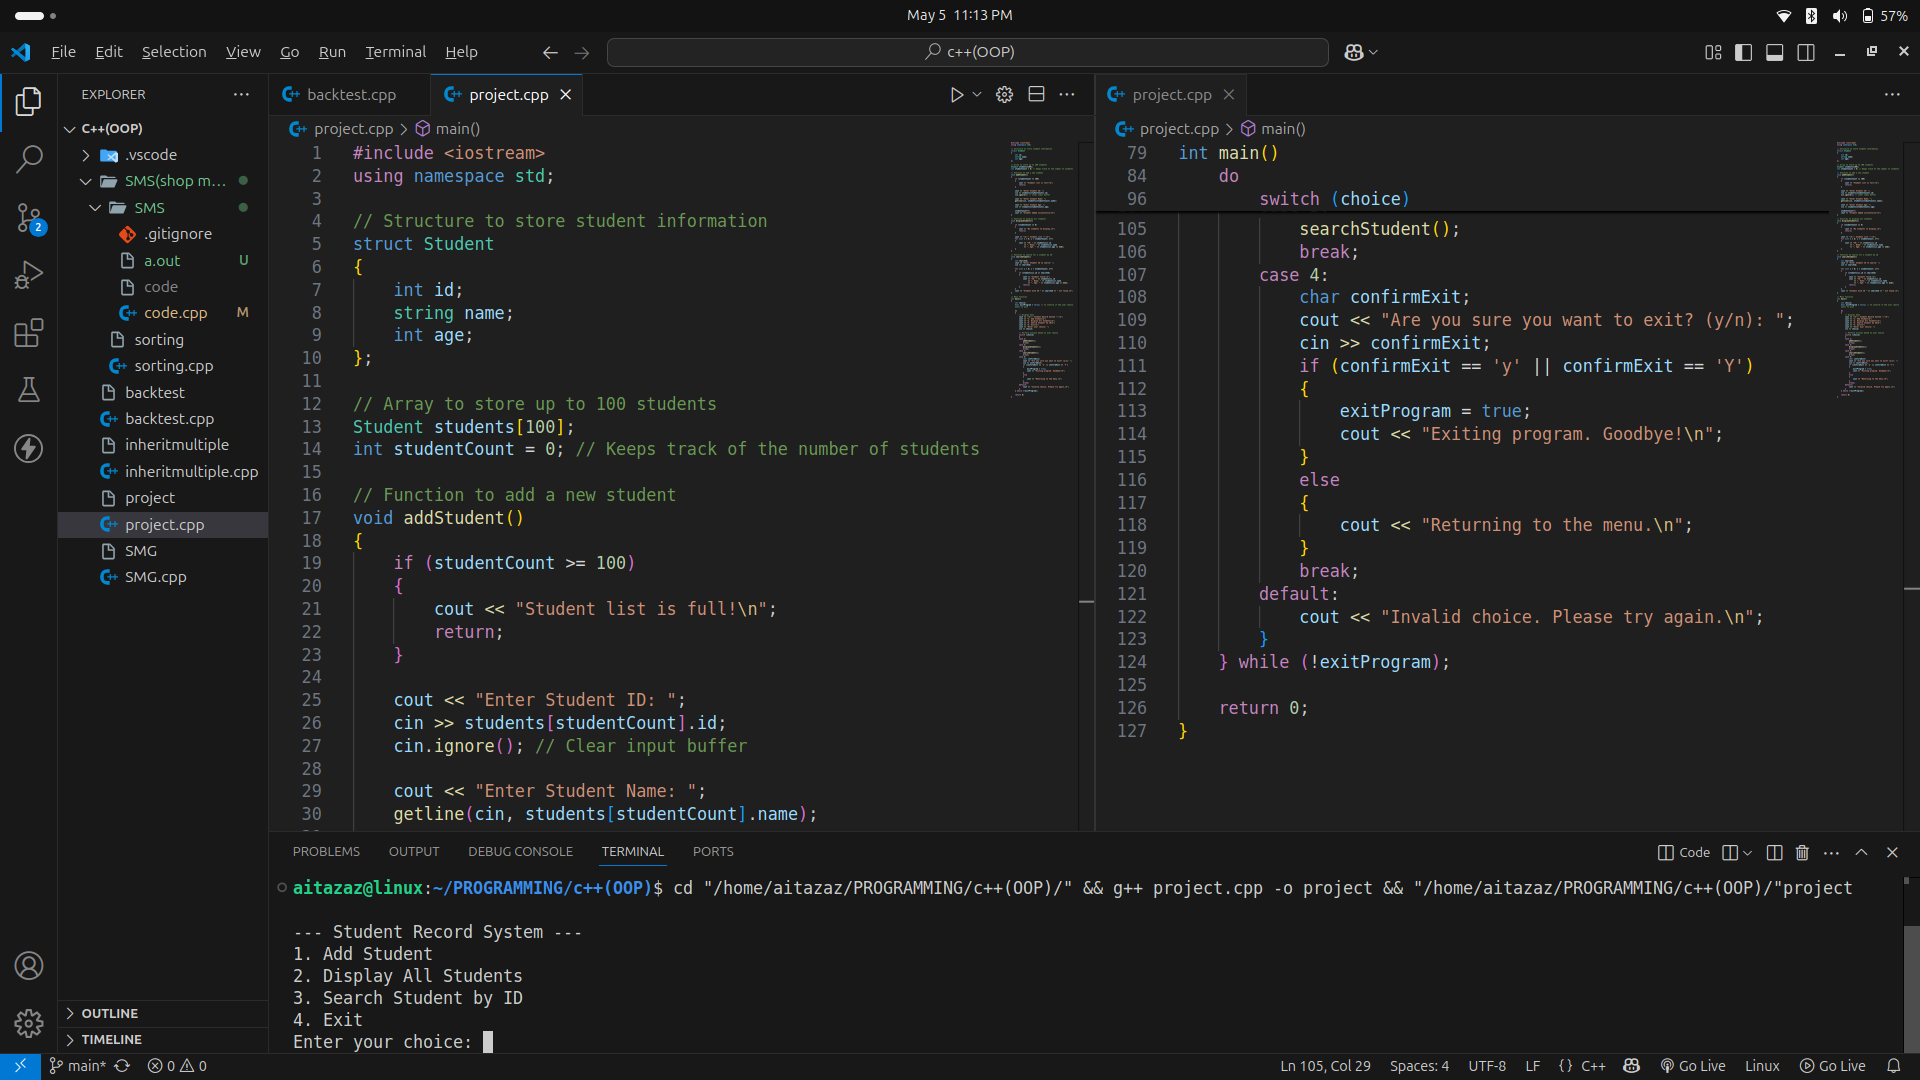 May 5 11:13 PM
57%
File Edit Selection View Go Run Terminal Help
c++(OOP)
EXPLORER
C++(OOP)
.vscode
SMS(shop m...
SMS
.gitignore
a.out U
code
code.cpp M
sorting
sorting.cpp
backtest
backtest.cpp
inheritmultiple
inheritmultiple.cpp
project
project.cpp
SMG
SMG.cpp
OUTLINE
TIMELINE
2
backtest.cpp
project.cpp
project.cpp > main()
1 #include <iostream>
2 using namespace std;
3
4 // Structure to store student information
5 struct Student
6 {
7 int id;
8 string name;
9 int age;
10 };
11
12 // Array to store up to 100 students
13 Student students[100];
14 int studentCount = 0; // Keeps track of the number of students
15
16 // Function to add a new student
17 void addStudent()
18 {
19 if (studentCount >= 100)
20 {
21 cout << "Student list is full!\n";
22 return;
23 }
24
25 cout << "Enter Student ID: ";
26 cin >> students[studentCount].id;
27 cin.ignore(); // Clear input buffer
28
29 cout << "Enter Student Name: ";
30 getline(cin, students[studentCount].name);
project.cpp
project.cpp > main()
79 int main()
84 do
96 switch (choice)
105 searchStudent();
106 break;
107 case 4:
108 char confirmExit;
109 cout << "Are you sure you want to exit? (y/n): ";
110 cin >> confirmExit;
111 if (confirmExit == 'y' || confirmExit == 'Y')
112 {
113 exitProgram = true;
114 cout << "Exiting program. Goodbye!\n";
115 }
116 else
117 {
118 cout << "Returning to the menu.\n";
119 }
120 break;
121 default:
122 cout << "Invalid choice. Please try again.\n";
123 }
124 } while (!exitProgram);
125
126 return 0;
127 }
PROBLEMS OUTPUT DEBUG CONSOLE TERMINAL PORTS
Code
aitazaz@linux:~/PROGRAMMING/c++(OOP)$ cd "/home/aitazaz/PROGRAMMING/c++(OOP)/" && g++ project.cpp -o project && "/home/aitazaz/PROGRAMMING/c++(OOP)/"project
--- Student Record System ---
1. Add Student
2. Display All Students
3. Search Student by ID
4. Exit
Enter your choice:
main* 0 0
Ln 105, Col 29 Spaces: 4 UTF-8 LF {} C++ Go Live Linux Go Live